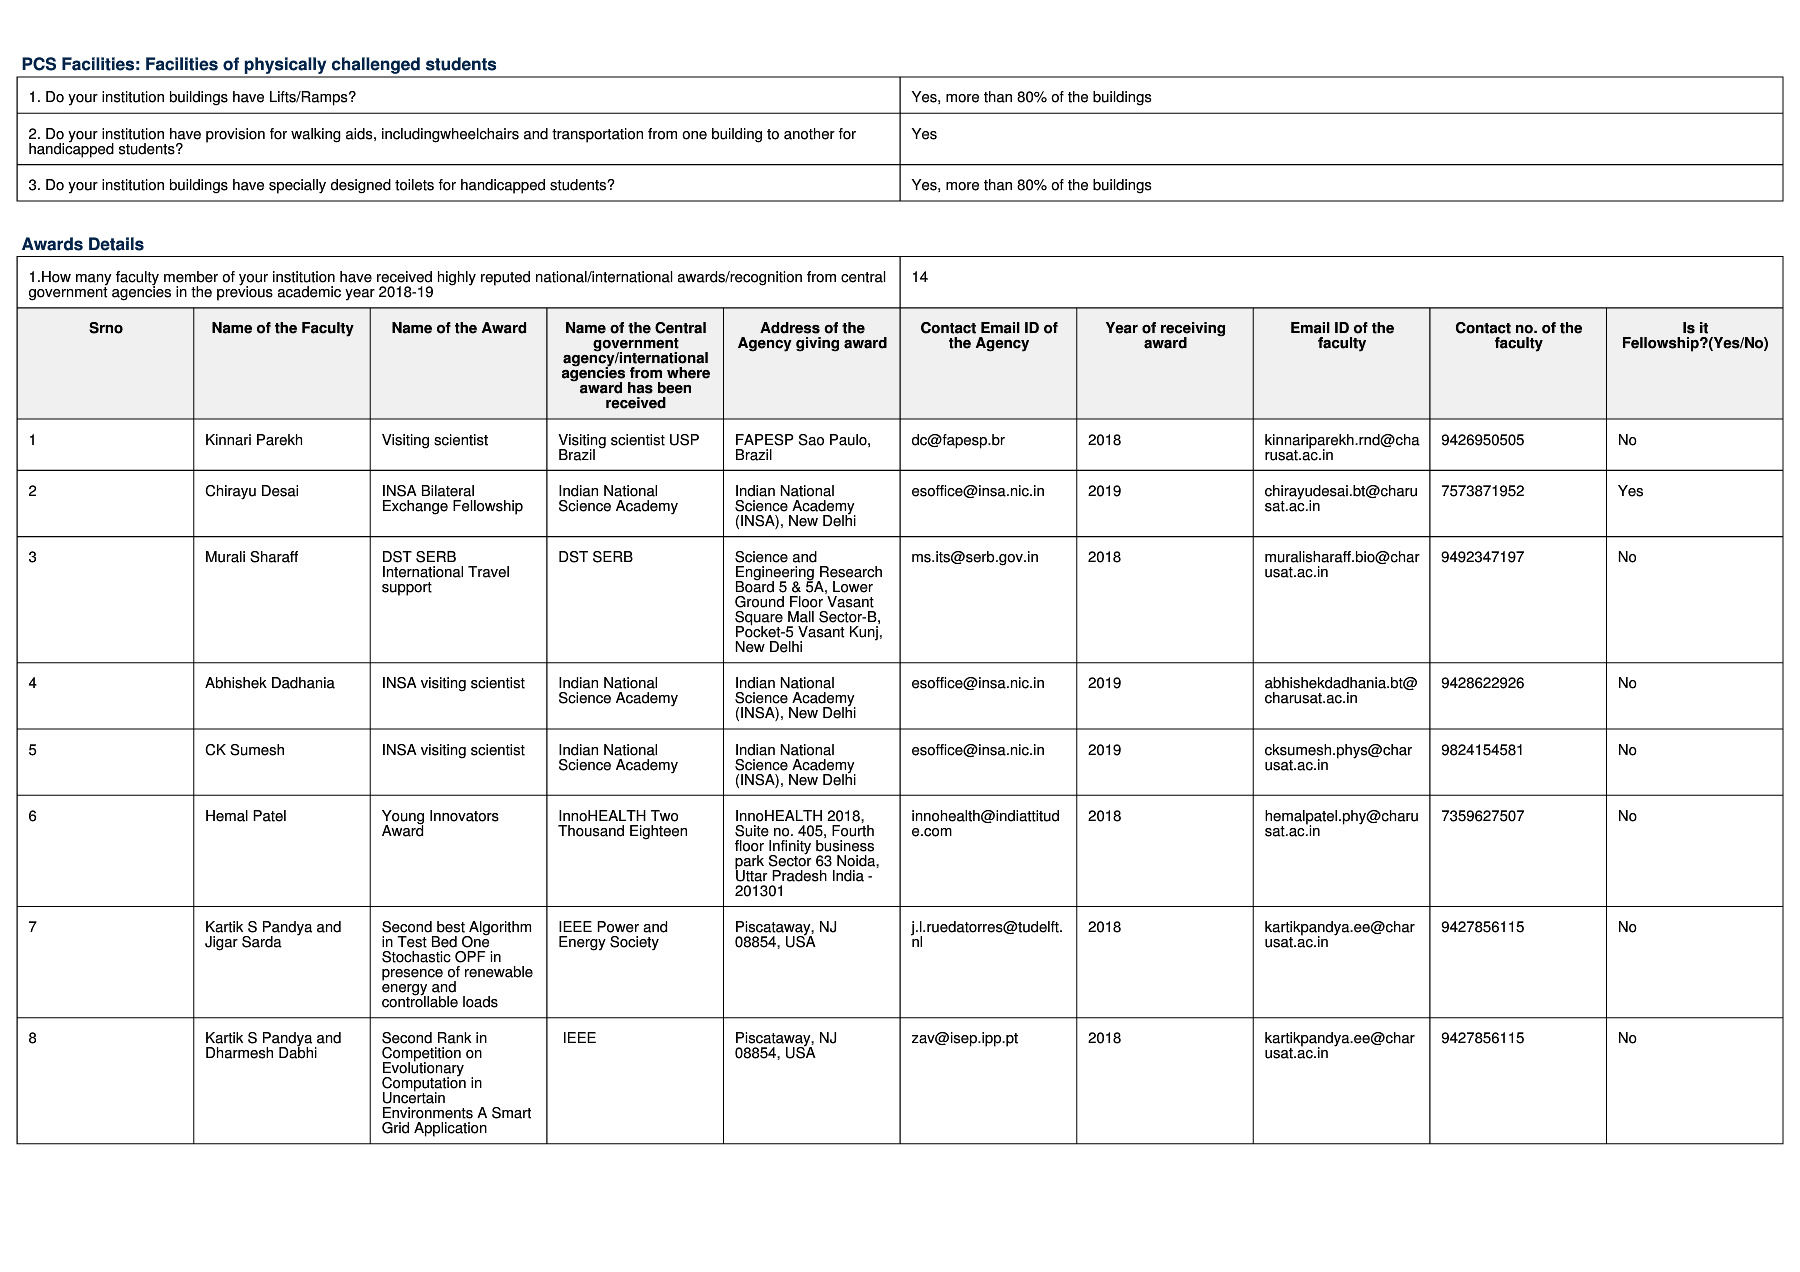 PCS Facilities: Facilities of physically challenged students
1. Do your institution buildings have Lifts/Ramps?
Yes, more than 80% of the buildings
2. Do your institution have provision for walking aids, includingwheelchairs and transportation from one building to another for
handicapped students?
Yes
3. Do your institution buildings have specially designed toilets for handicapped students?
Yes, more than 80% of the buildings
Awards Details
1.How many faculty member of your institution have received highly reputed national/international awards/recognition from central
government agencies in the previous academic year 2018-19
14
Srno
Name of the Faculty
Name of the Award
Name of the Central
government
agency/international
agencies from where
award has been
received
Address of the
Agency giving award
Contact Email ID of
the Agency
Year of receiving
award
Email ID of the
faculty
Contact no. of the
faculty
Is it
Fellowship?(Yes/No)
1
Kinnari Parekh
Visiting scientist
Visiting scientist USP
Brazil
FAPESP Sao Paulo,
Brazil
dc@fapesp.br
2018
kinnariparekh.rnd@cha
rusat.ac.in
9426950505
No
2
Chirayu Desai
INSA Bilateral
Exchange Fellowship
Indian National
Science Academy
Indian National
Science Academy
(INSA), New Delhi
esoffice@insa.nic.in
2019
chirayudesai.bt@charu
sat.ac.in
7573871952
Yes
3
Murali Sharaff
DST SERB
International Travel
support
DST SERB
Science and
Engineering Research
Board 5 & 5A, Lower
Ground Floor Vasant
Square Mall Sector-B,
Pocket-5 Vasant Kunj,
New Delhi
ms.its@serb.gov.in
2018
muralisharaff.bio@char
usat.ac.in
9492347197
No
4
Abhishek Dadhania
INSA visiting scientist
Indian National
Science Academy
Indian National
Science Academy
(INSA), New Delhi
esoffice@insa.nic.in
2019
abhishekdadhania.bt@
charusat.ac.in
9428622926
No
5
CK Sumesh
INSA visiting scientist
Indian National
Science Academy
Indian National
Science Academy
(INSA), New Delhi
esoffice@insa.nic.in
2019
cksumesh.phys@char
usat.ac.in
9824154581
No
6
Hemal Patel
Young Innovators
Award
InnoHEALTH Two
Thousand Eighteen
InnoHEALTH 2018,
Suite no. 405, Fourth
floor Infinity business
park Sector 63 Noida,
Uttar Pradesh India -
201301
innohealth@indiattitud
e.com
2018
hemalpatel.phy@charu
sat.ac.in
7359627507
No
7
Kartik S Pandya and
Jigar Sarda
Second best Algorithm
in Test Bed One
Stochastic OPF in
presence of renewable
energy and
controllable loads
IEEE Power and
Energy Society
Piscataway, NJ
08854, USA
j.l.ruedatorres@tudelft.
nl
2018
kartikpandya.ee@char
usat.ac.in
9427856115
No
8
Kartik S Pandya and
Dharmesh Dabhi
Second Rank in
Competition on
Evolutionary
Computation in
Uncertain
Environments A Smart
Grid Application
IEEE
Piscataway, NJ
08854, USA
zav@isep.ipp.pt
2018
kartikpandya.ee@char
usat.ac.in
9427856115
No